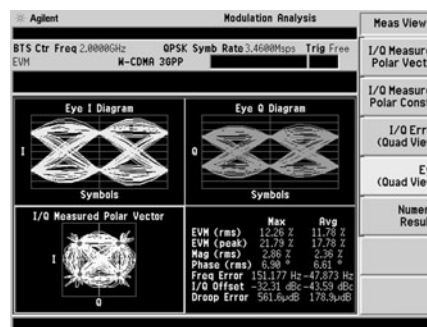 Agilent
Modulation Analysis
Meas View
BTS Ctr Freq 2.0000GHz QPSK Symb Rate 3.4600Msps Trig Free
EVM W-CDMA 3GPP
I/Q Measure
Polar Vect
I/Q Measure
Polar Const
I/Q Err
(Quad Vie
E
(Quad Vie
Numer
Resul
Eye I Diagram
Eye Q Diagram
I
Q
Symbols
Symbols
I/Q Measured Polar Vector
I
Q
Max Avg
EVM (rms) 12.26 % 11.78 %
EVM (peak) 21.79 % 17.78 %
Mag (rms) 2.86 % 2.36 %
Phase (rms) 6.90 ° 6.61 °
Freq Error 151.177 Hz -47.873 Hz
I/Q Offset -32.31 dBc -43.59 dBc
Droop Error 561.6µdB 178.9µdB